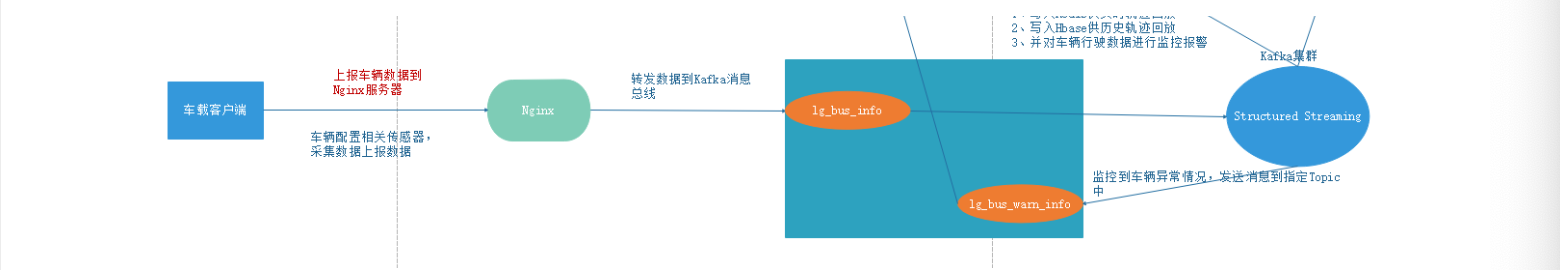 2、写入Hbase供历史轨迹回放
3、并对车辆行驶数据进行监控报警
Kafka集群
上报车辆数据到
Nginx服务器
转发数据到Kafka消息
总线
车载客户端
Nginx
lg_bus_info
Structured Streaming
车辆配置相关传感器，
采集数据上报数据
监控到车辆异常情况，发送消息到指定Topic
中
lg_bus_warn_info